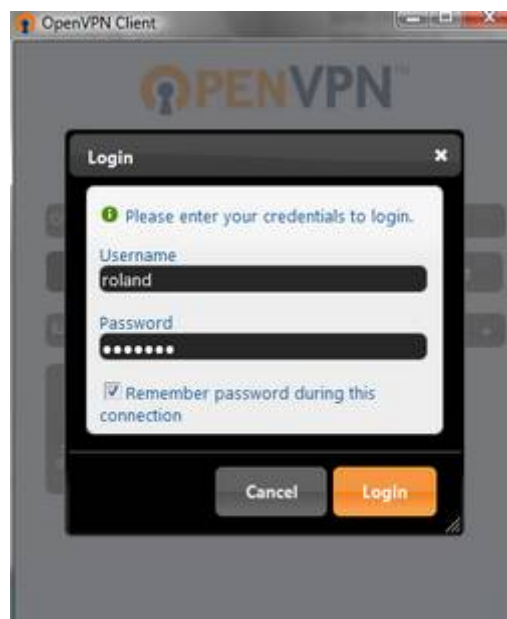 OpenVPN Client
OPENVPN™
Login
Please enter your credentials to login.
Username
roland
Password
•••••••
Remember password during this
connection
Cancel
Login